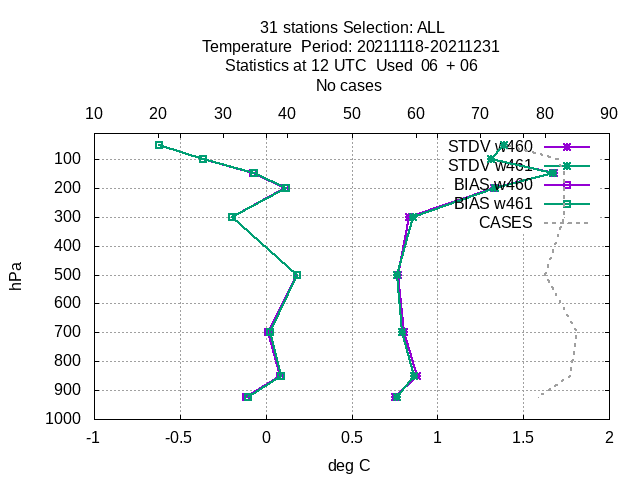 31 stations Selection: ALL
Temperature  Period: 20211118-20211231
Statistics at 12 UTC  Used  06  + 06
No cases
10 20 30 40 50 60 70 80 90
STDV w460
STDV w461
BIAS w460
BIAS w461
CASES
100
200
300
400
500
600
700
800
900
1000
hPa
-1 -0.5 0 0.5 1 1.5 2
deg C